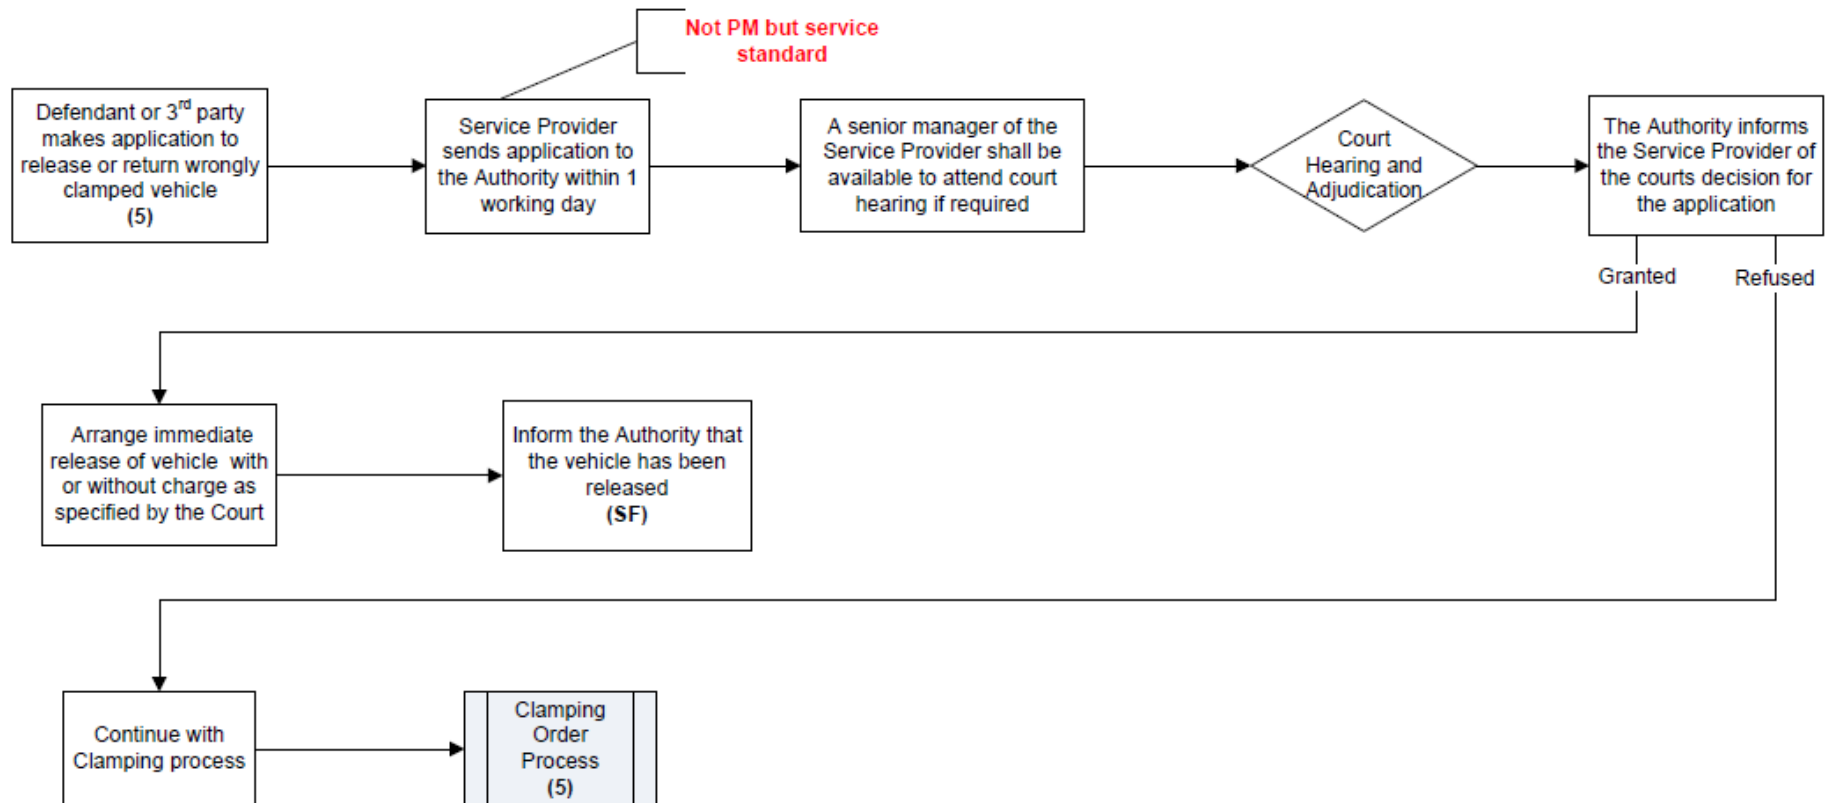 Not PM but service
standard
Defendant or 3rd party
makes application to
release or return wrongly
clamped vehicle
(5)
Service Provider
sends application to
the Authority within 1
working day
A senior manager of the
Service Provider shall be
available to attend court
hearing if required
Court
Hearing and
Adjudication
The Authority informs
the Service Provider of
the courts decision for
the application
Granted
Refused
Arrange immediate
release of vehicle with
or without charge as
specified by the Court
Inform the Authority that
the vehicle has been
released
(SF)
Continue with
Clamping process
Clamping
Order
Process
(5)